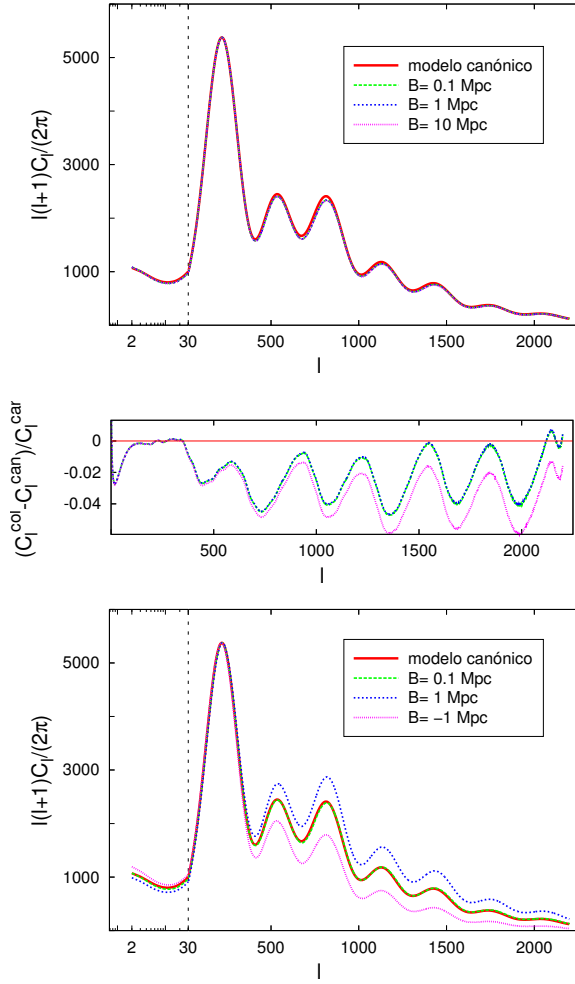 l(l+1)C_l/(2π)
5000
3000
1000
modelo canónico
B= 0.1 Mpc
B= 1 Mpc
B= 10 Mpc
2 30 500 1000 1500 2000
l
(C_l^col-C_l^can)/C_l^car
0
-0.02
-0.04
500 1000 1500 2000
l
l(l+1)C_l/(2π)
5000
3000
1000
modelo canónico
B= 0.1 Mpc
B= 1 Mpc
B= −1 Mpc
2 30 500 1000 1500 2000
l